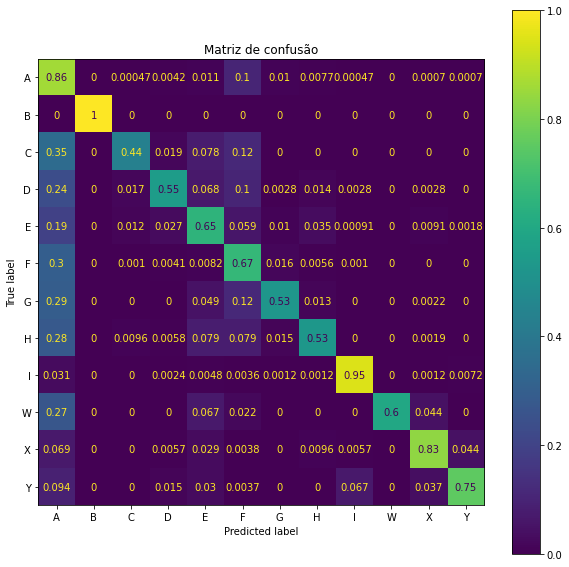 Matriz de confusão
A 0.86 0 0.00047 0.0042 0.011 0.1 0.01 0.0077 0.00047 0 0.0007 0.0007
B 0 1 0 0 0 0 0 0 0 0 0 0
C 0.35 0 0.44 0.019 0.078 0.12 0 0 0 0 0 0
D 0.24 0 0.017 0.55 0.068 0.1 0.0028 0.014 0.0028 0 0.0028 0
E 0.19 0 0.012 0.027 0.65 0.059 0.01 0.035 0.00091 0 0.0091 0.0018
F 0.3 0 0.001 0.0041 0.0082 0.67 0.016 0.0056 0.001 0 0 0
G 0.29 0 0 0 0.049 0.12 0.53 0.013 0 0 0.0022 0
H 0.28 0 0.0096 0.0058 0.079 0.079 0.015 0.53 0 0 0.0019 0
I 0.031 0 0 0.0024 0.0048 0.0036 0.0012 0.0012 0.95 0 0.0012 0.0072
W 0.27 0 0 0 0.067 0.022 0 0 0 0.6 0.044 0
X 0.069 0 0 0.0057 0.029 0.0038 0 0.0096 0.0057 0 0.83 0.044
Y 0.094 0 0 0.015 0.03 0.0037 0 0 0.067 0 0.037 0.75
A B C D E F G H I W X Y
Predicted label
True label
1.0
0.8
0.6
0.4
0.2
0.0